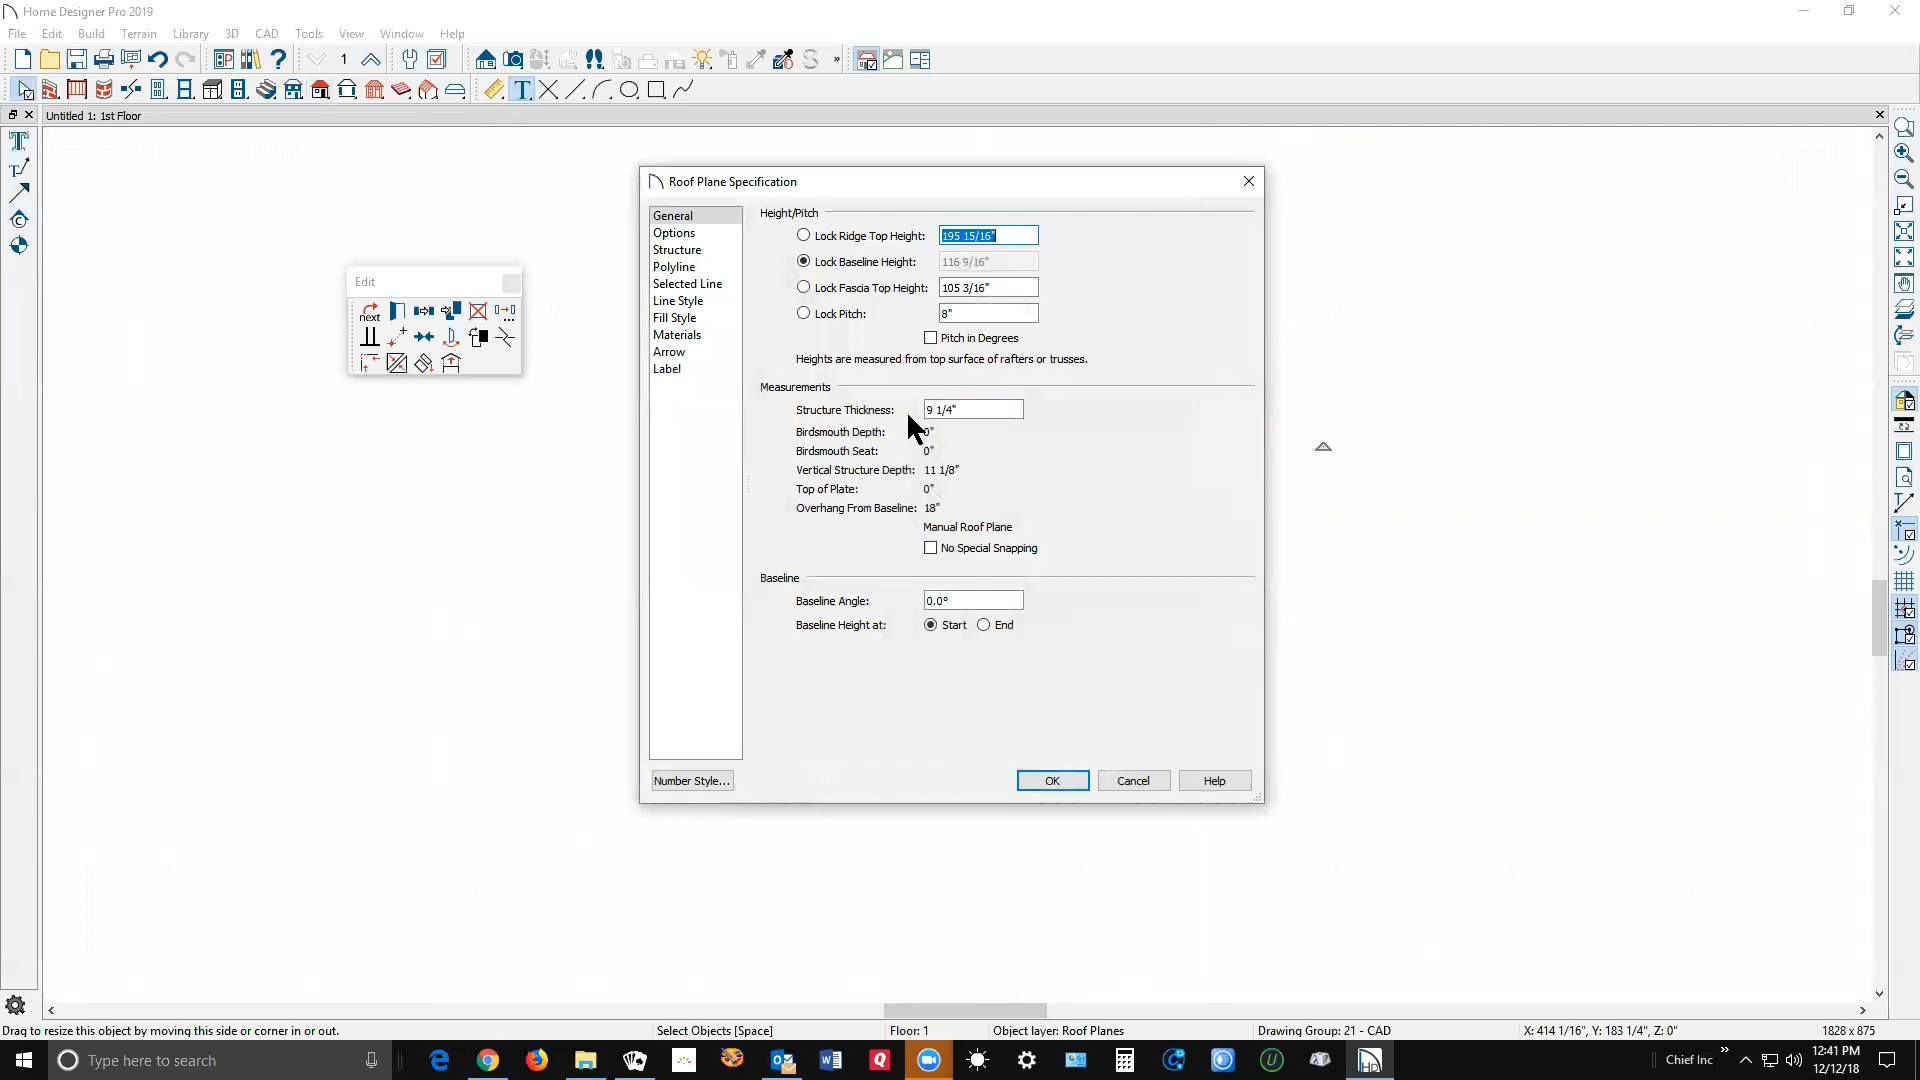 Home Designer Pro 2019
File Edit Build Terrain Library 3D CAD Tools View Window Help
1
Untitled 1: 1st Floor
Edit
next
Roof Plane Specification
General
Options
Structure
Polyline
Selected Line
Line Style
Fill Style
Materials
Arrow
Label
Height/Pitch
Lock Ridge Top Height: 195 15/16"
Lock Baseline Height: 116 9/16"
Lock Fascia Top Height: 105 3/16"
Lock Pitch: 8"
Pitch in Degrees
Heights are measured from top surface of rafters or trusses.
Measurements
Structure Thickness: 9 1/4"
Birdsmouth Depth: 0"
Birdsmouth Seat: 0"
Vertical Structure Depth: 11 1/8"
Top of Plate: 0"
Overhang From Baseline: 18"
Manual Roof Plane
No Special Snapping
Baseline
Baseline Angle: 0.0°
Baseline Height at: Start End
Number Style... OK Cancel Help
Drag to resize this object by moving this side or corner in or out. Select Objects [Space] Floor: 1 Object layer: Roof Planes Drawing Group: 21 - CAD X: 414 1/16", Y: 183 1/4", Z: 0" 1828 x 875
Type here to search
Chief Inc
12:41 PM
12/12/18